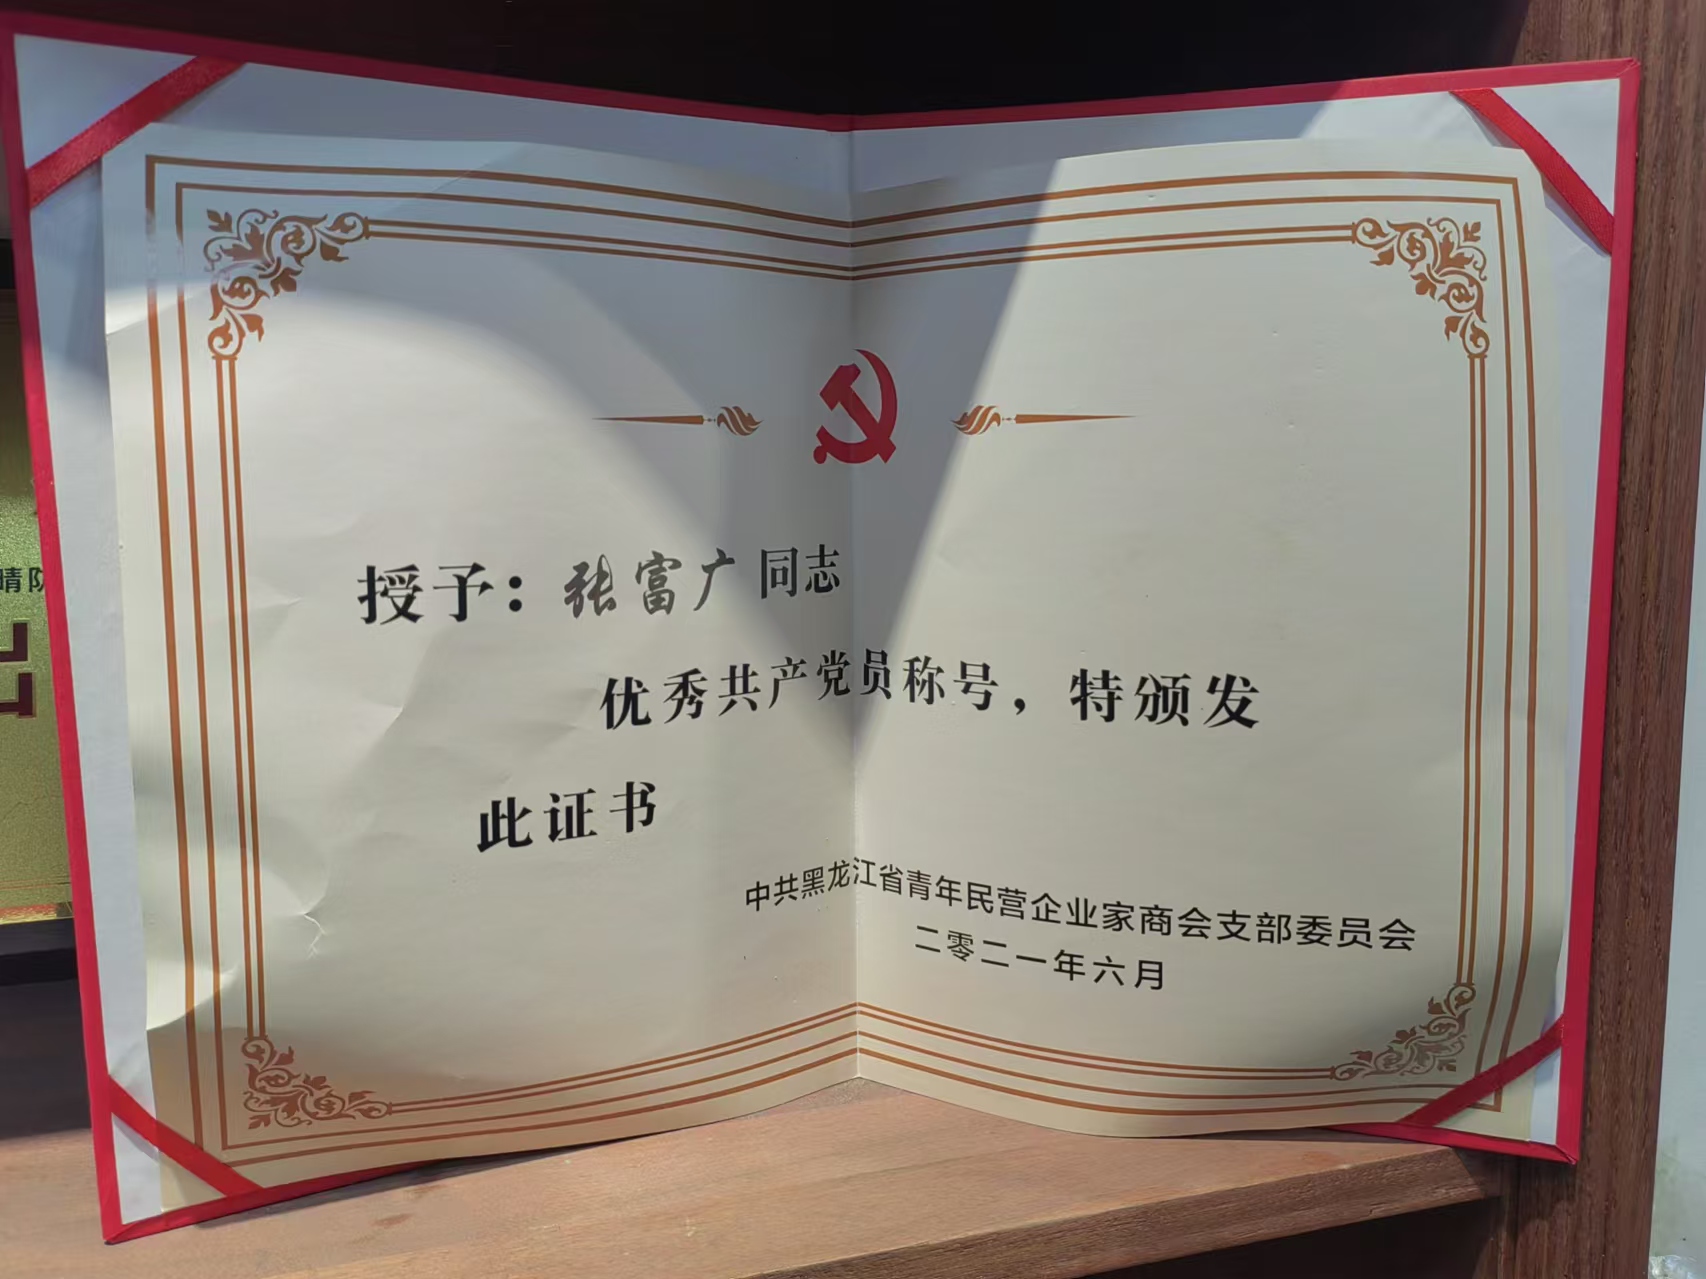 授予：张富广同志
优秀共产党员称号，特颁发
此证书
中共黑龙江省青年民营企业家商会支部委员会
二零二一年六月
晴防